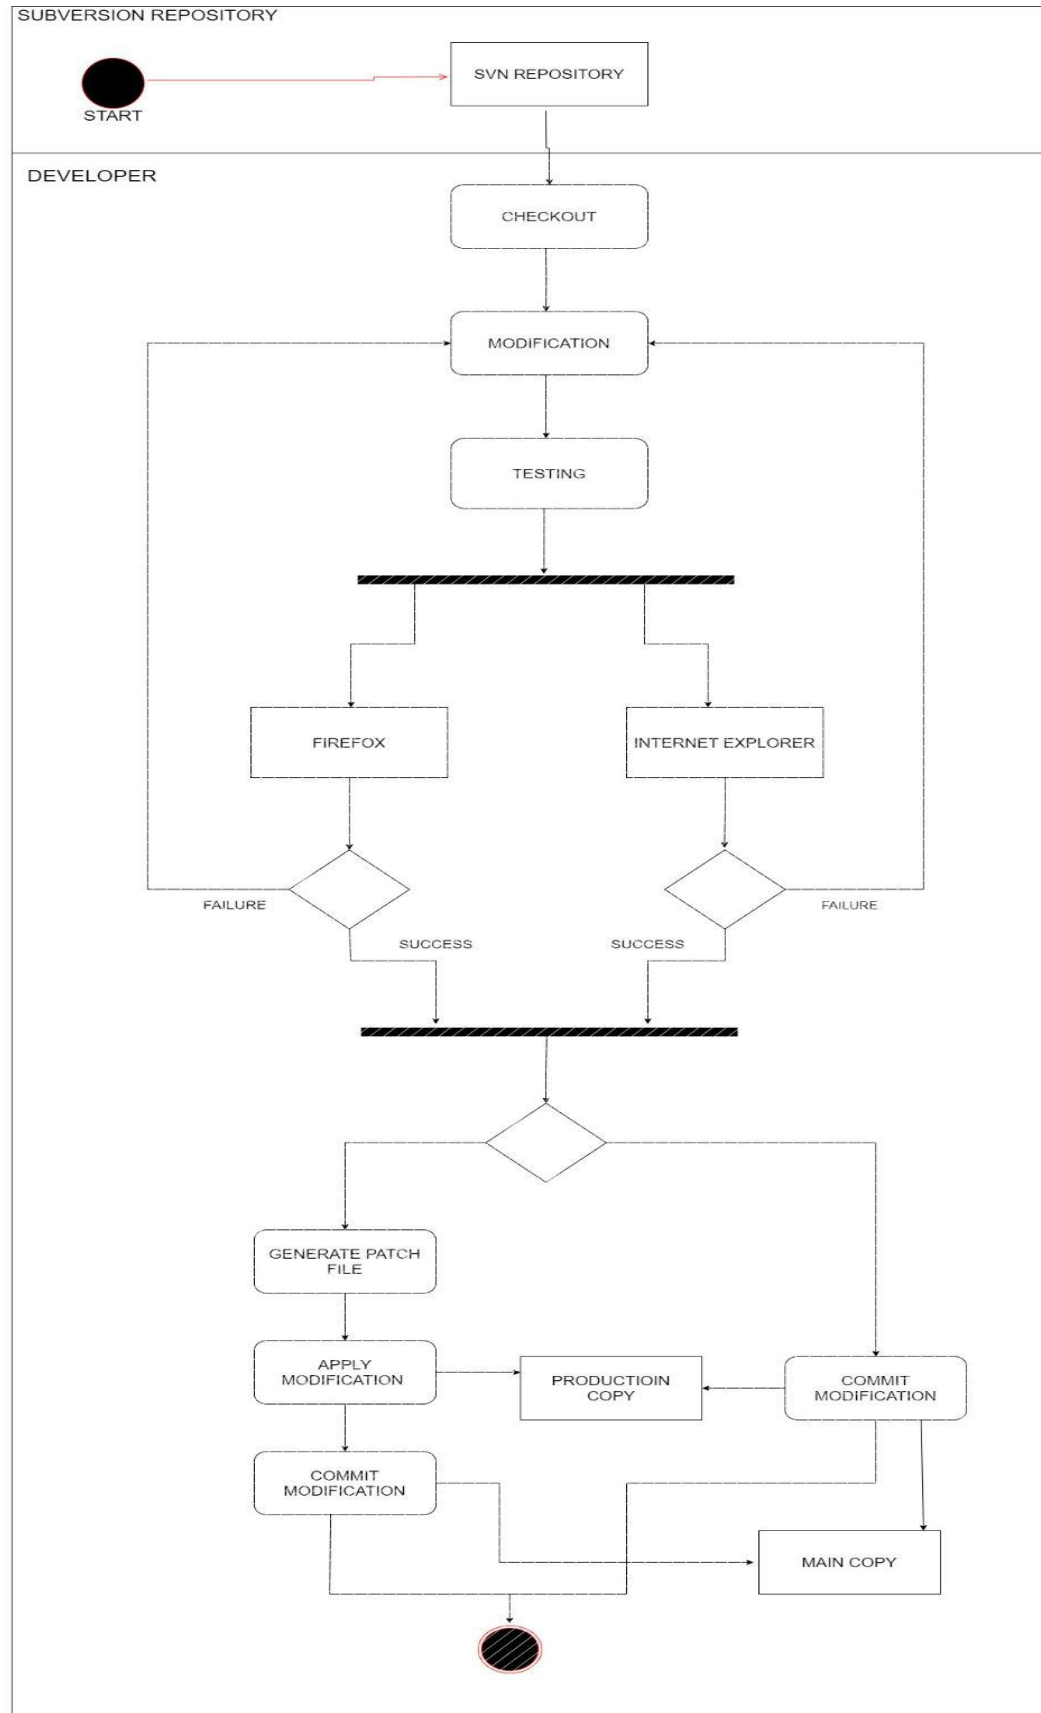 SUBVERSION REPOSITORY
SVN REPOSITORY
START
DEVELOPER
CHECKOUT
MODIFICATION
TESTING
FIREFOX
INTERNET EXPLORER
FAILURE
FAILURE
SUCCESS
SUCCESS
GENERATE PATCH
FILE
APPLY
MODIFICATION
PRODUCTIOIN
COPY
COMMIT
MODIFICATION
COMMIT
MODIFICATION
MAIN COPY